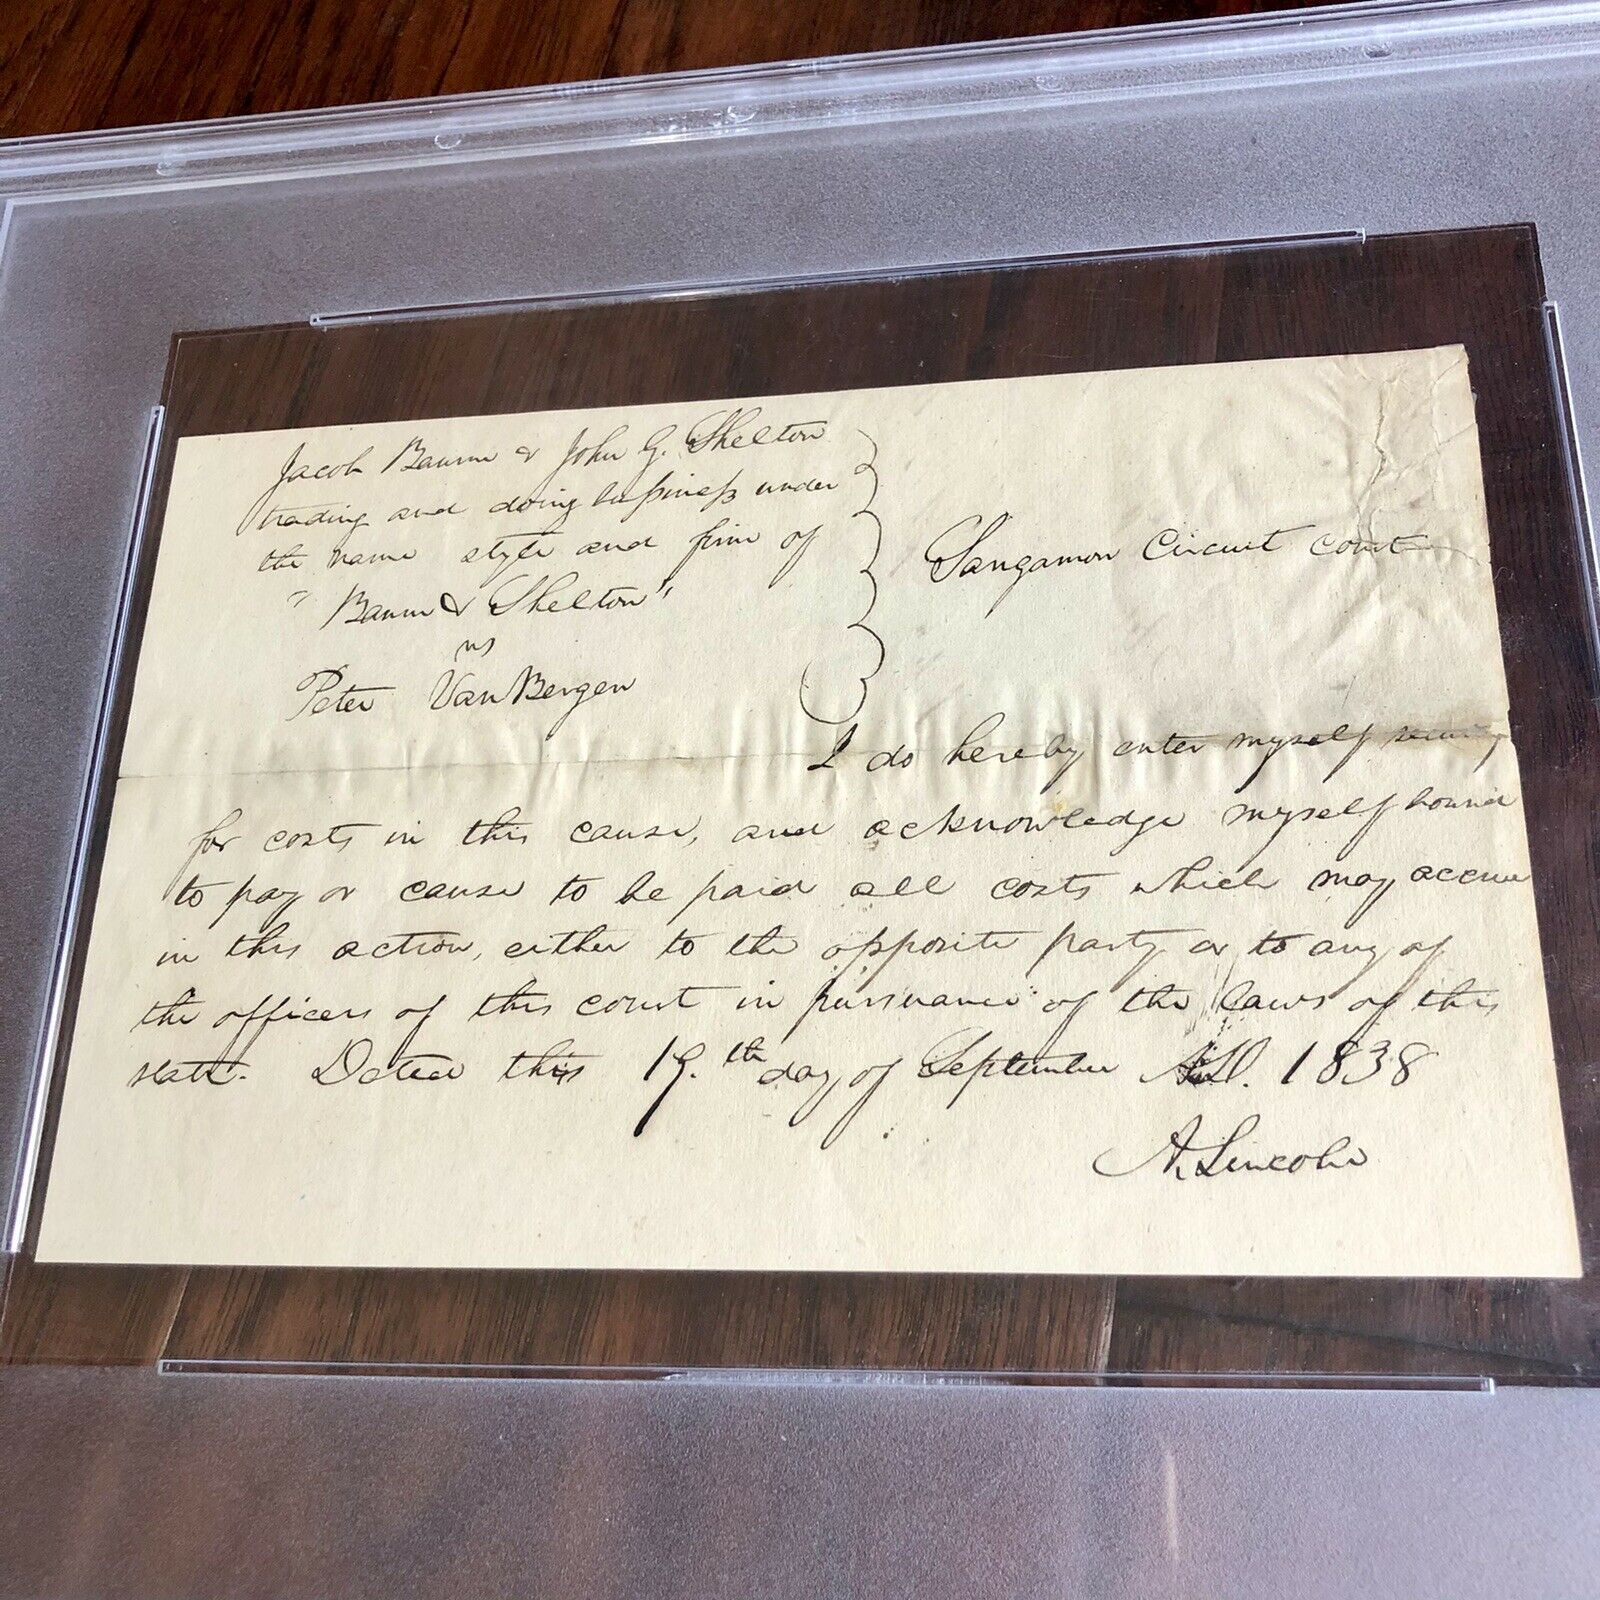 Jacob Baum & John G. Shelton
trading and doing business under
the name style and firm of
"Baum & Shelton"
vs
Peter Van Bergen
Sangamon Circuit court
I do hereby enter myself security
for costs in this cause, and acknowledge myself bound
to pay or cause to be paid all costs which may accrue
in this action, either to the opposite party or to any of
the officers of this court in pursuance of the laws of this
state. Dated this 19.th day of September A.D. 1838
A. Lincoln